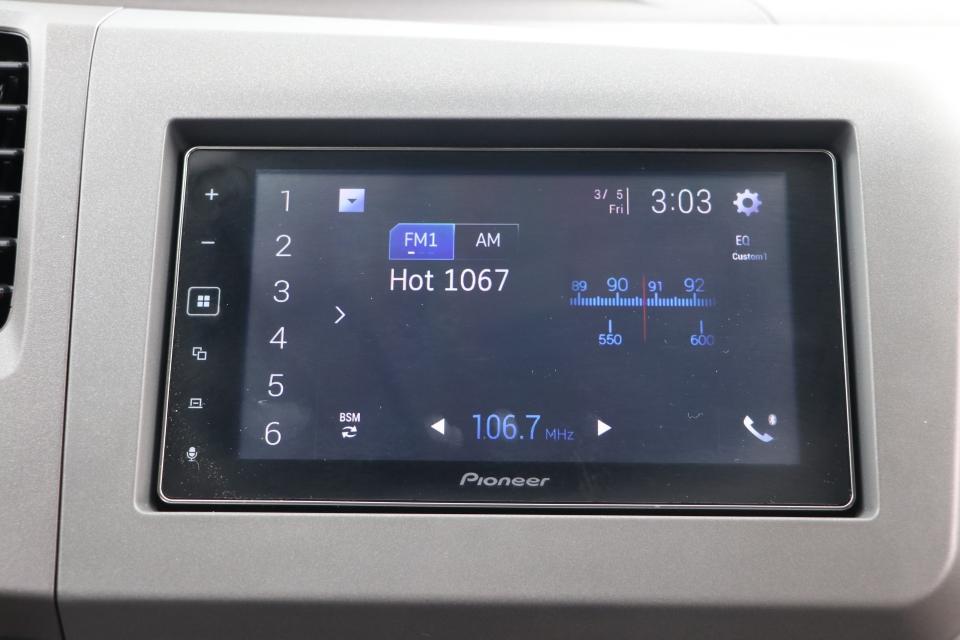 1
2
3
4
5
6
3/ 5
Fri
3:03
FM1
AM
EQ
Custom1
Hot 1067
89 90 91 92
550 600
BSM
106.7 MHz
Pioneer